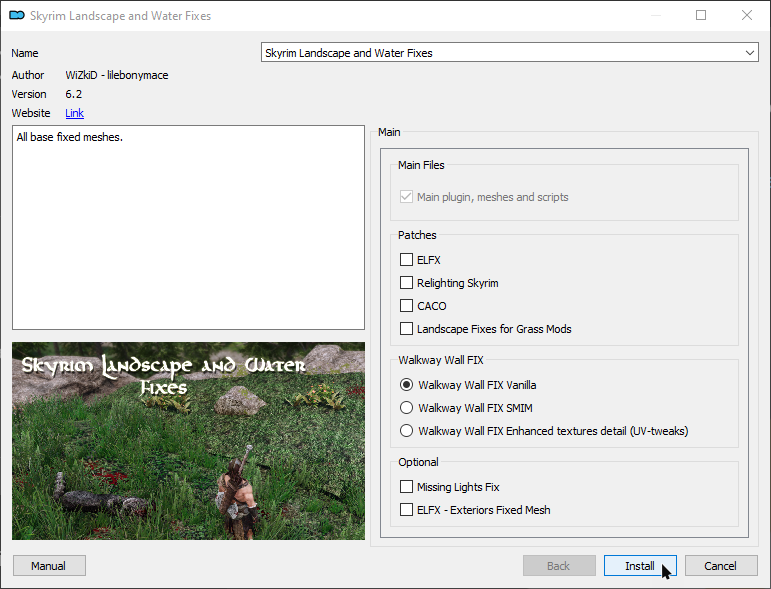 Skyrim Landscape and Water Fixes
Name
Skyrim Landscape and Water Fixes
Author WiZkiD - lilebonymace
Version 6.2
Website Link
All base fixed meshes.
Skyrim Landscape and Water
Fixes
Main
Main Files
Main plugin, meshes and scripts
Patches
ELFX
Relighting Skyrim
CACO
Landscape Fixes for Grass Mods
Walkway Wall FIX
Walkway Wall FIX Vanilla
Walkway Wall FIX SMIM
Walkway Wall FIX Enhanced textures detail (UV-tweaks)
Optional
Missing Lights Fix
ELFX - Exteriors Fixed Mesh
Manual
Back
Install
Cancel